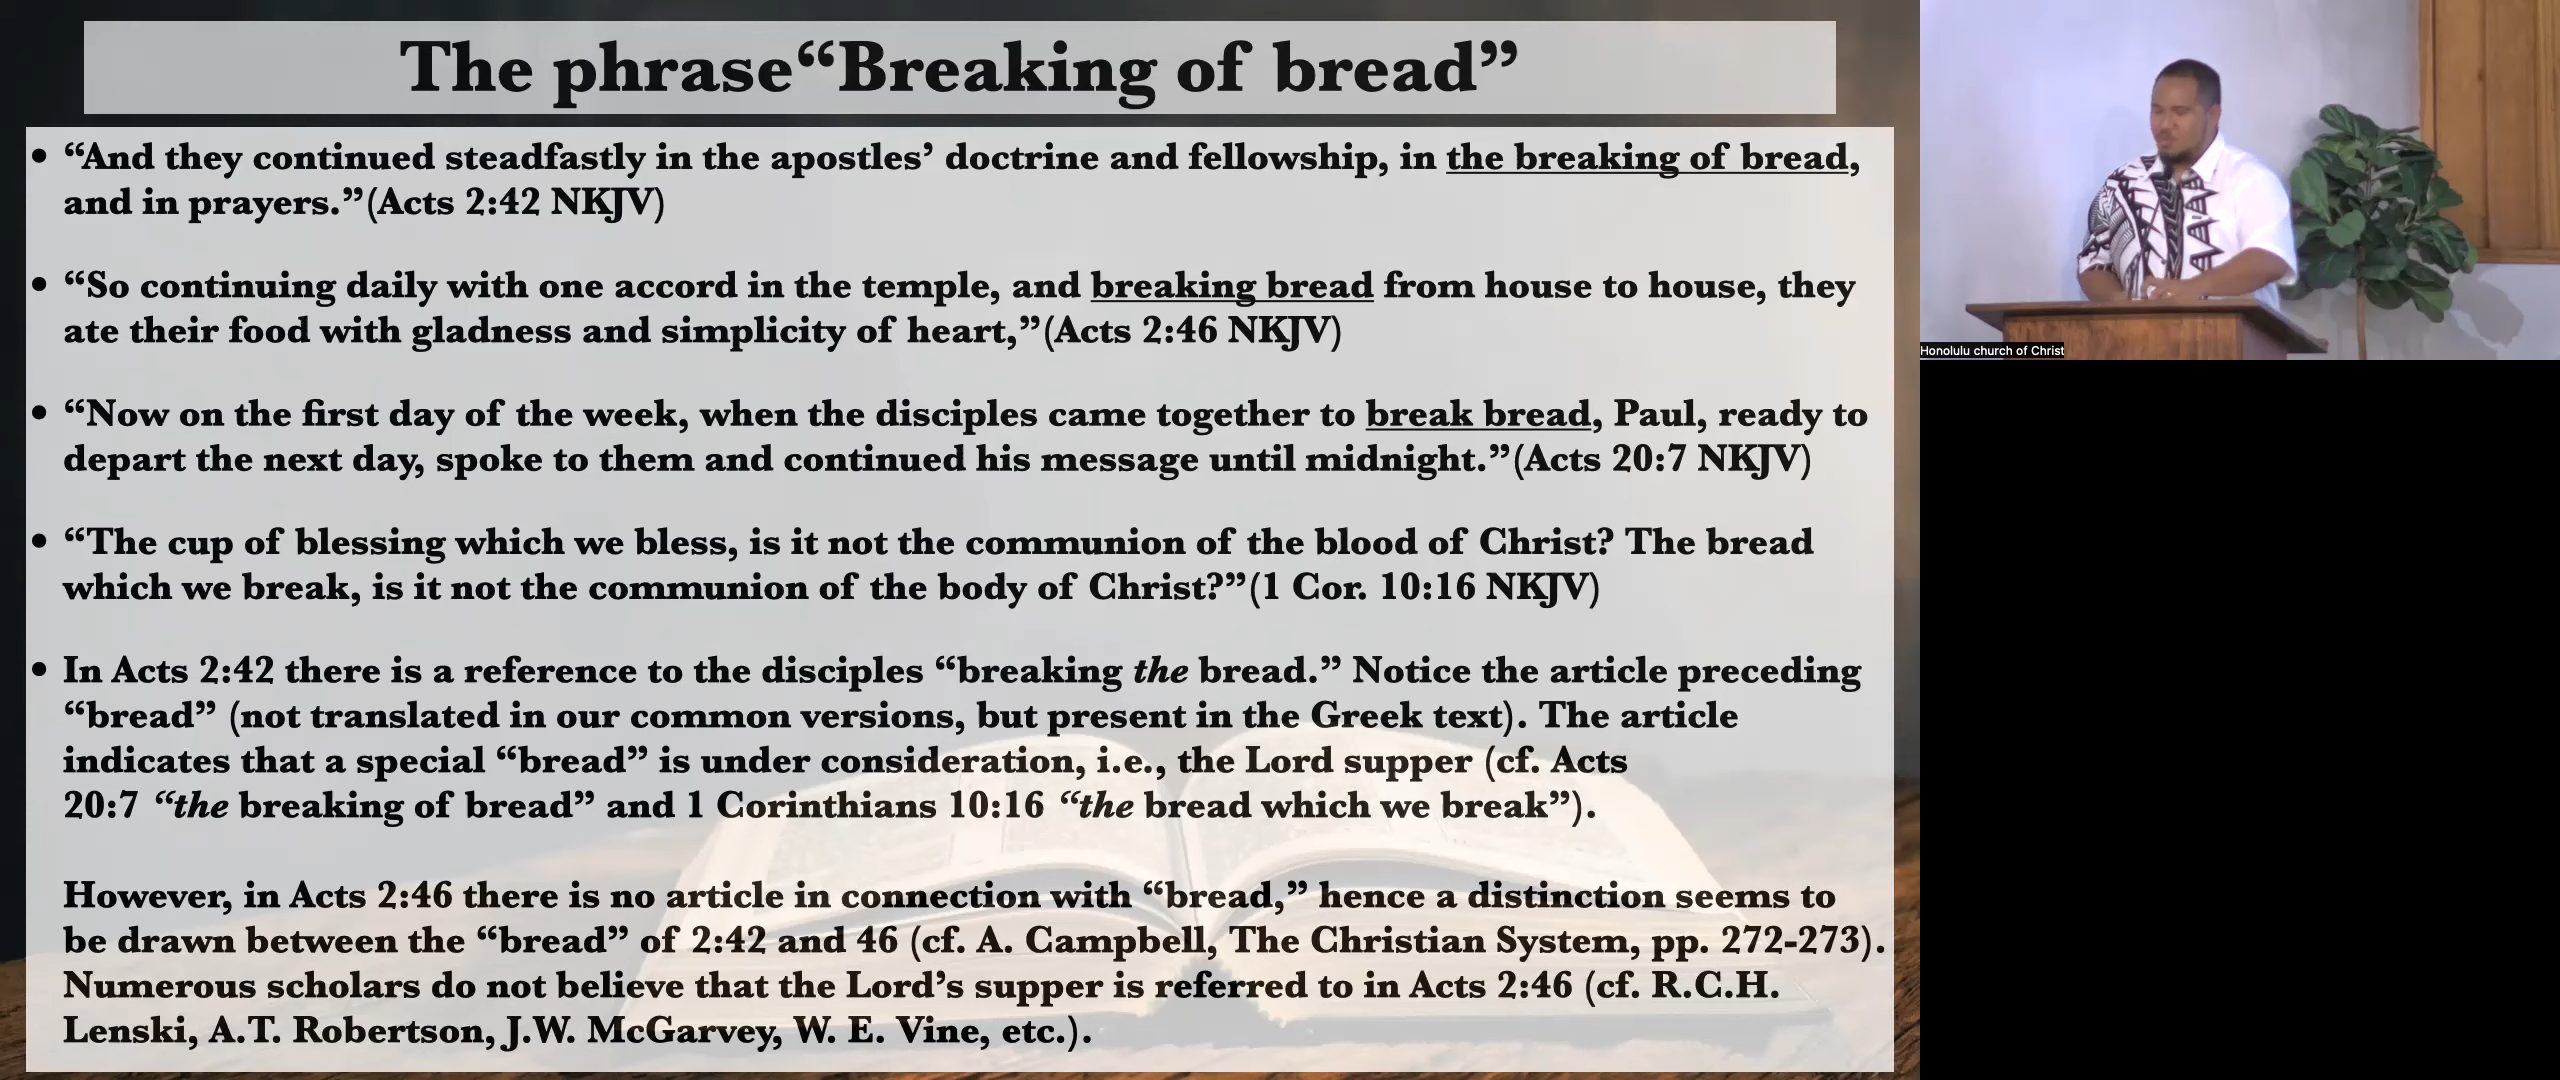 The phrase“Breaking of bread”
• “And they continued steadfastly in the apostles’ doctrine and fellowship, in the breaking of bread,
and in prayers.”(Acts 2:42 NKJV)
• “So continuing daily with one accord in the temple, and breaking bread from house to house, they
ate their food with gladness and simplicity of heart,”(Acts 2:46 NKJV)
• “Now on the first day of the week, when the disciples came together to break bread, Paul, ready to
depart the next day, spoke to them and continued his message until midnight.”(Acts 20:7 NKJV)
• “The cup of blessing which we bless, is it not the communion of the blood of Christ? The bread
which we break, is it not the communion of the body of Christ?”(1 Cor. 10:16 NKJV)
• In Acts 2:42 there is a reference to the disciples “breaking the bread.” Notice the article preceding
“bread” (not translated in our common versions, but present in the Greek text). The article
indicates that a special “bread” is under consideration, i.e., the Lord supper (cf. Acts
20:7 “the breaking of bread” and 1 Corinthians 10:16 “the bread which we break”).
However, in Acts 2:46 there is no article in connection with “bread,” hence a distinction seems to
be drawn between the “bread” of 2:42 and 46 (cf. A. Campbell, The Christian System, pp. 272-273).
Numerous scholars do not believe that the Lord’s supper is referred to in Acts 2:46 (cf. R.C.H.
Lenski, A.T. Robertson, J.W. McGarvey, W. E. Vine, etc.).
Honolulu church of Christ